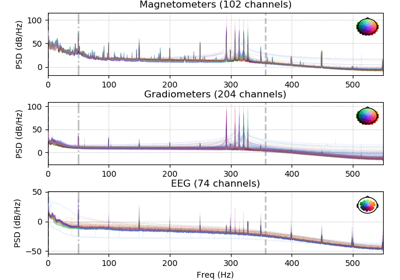 Magnetometers (102 channels)
PSD (dB/Hz)
100
50
0
0 100 200 300 400 500
Gradiometers (204 channels)
PSD (dB/Hz)
100
50
0
0 100 200 300 400 500
EEG (74 channels)
PSD (dB/Hz)
50
0
−50
0 100 200 300 400 500
Freq (Hz)